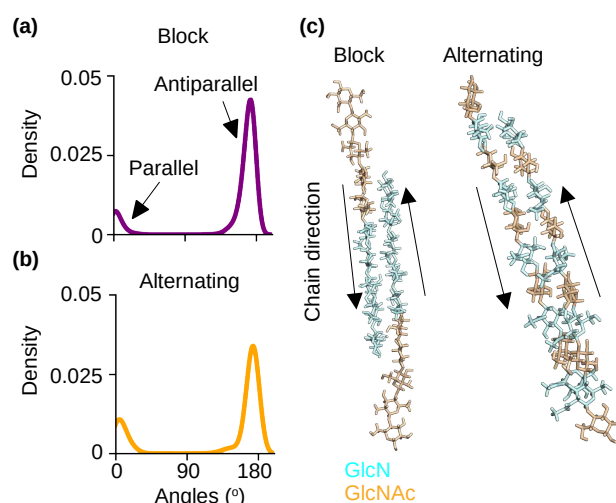 (a)
Block
0.05
0.025
0
Density
Antiparallel
Parallel
(b)
Alternating
0.05
0.025
0
Density
0 90 180
Angles (º)
(c)
Block Alternating
Chain direction
GlcN
GlcNAc